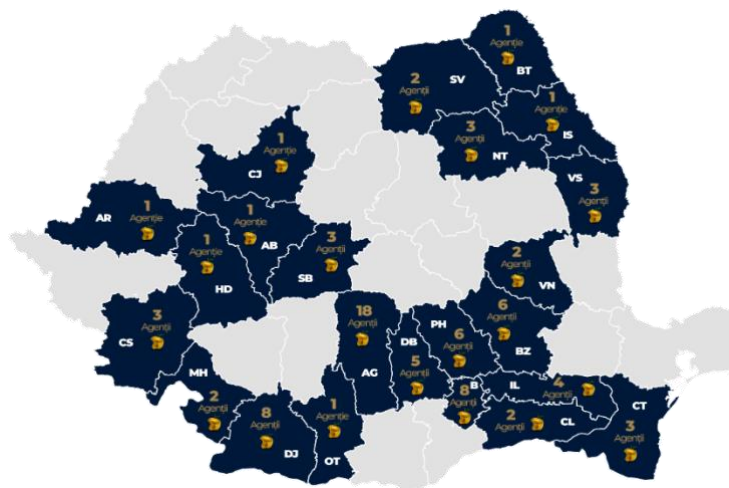 1
Agenție
BT
2
Agenții
SV
1
Agenție
IS
3
Agenții
NT
VS
3
Agenții
1
Agenție
CJ
AR
1
Agenție
1
Agenție
AB
1
Agenție
HD
3
Agenții
SB
2
Agenții
VN
3
Agenții
CS
18
Agenții
AG
DB
5
Agenții
PH
6
Agenții
6
Agenții
BZ
MH
2
Agenții
8
Agenții
DJ
1
Agenție
OT
B
8
Agenții
IL
4
Agenții
2
Agenții
CL
CT
3
Agenții